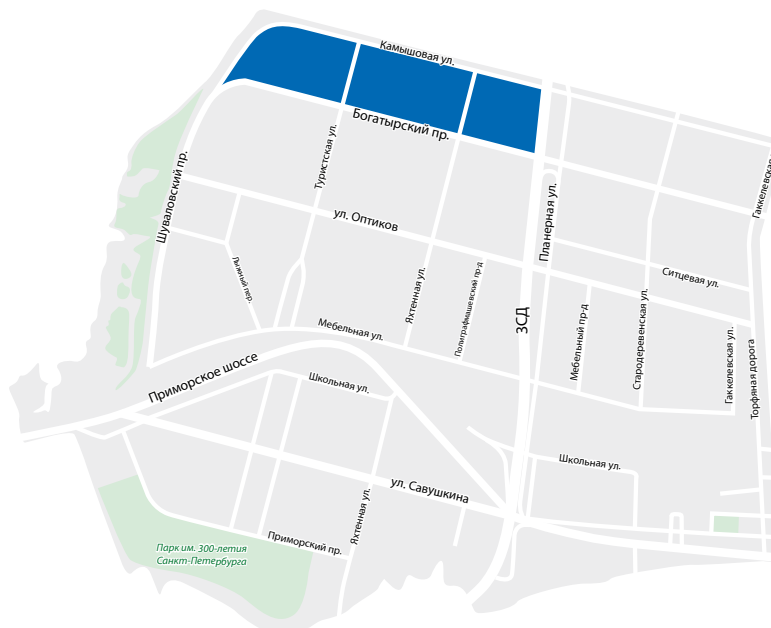 Камышовая ул.
Богатырский пр.
Туристская ул.
Шуваловский пр.
Гаккелевская
Планерная ул.
ул. Оптиков
Лыжный пер.
Яхтенная ул.
Полиграфмашевский пр-д
Ситцевая ул.
ЗСД
Мебельная ул.
Мебельный пр-д
Стародеревенская ул.
Гаккелевская ул.
Торфяная дорога
Приморское шоссе
Школьная ул.
Школьная ул.
ул. Савушкина
Яхтенная ул.
Приморский пр.
Парк им. 300-летия
Санкт-Петербурга